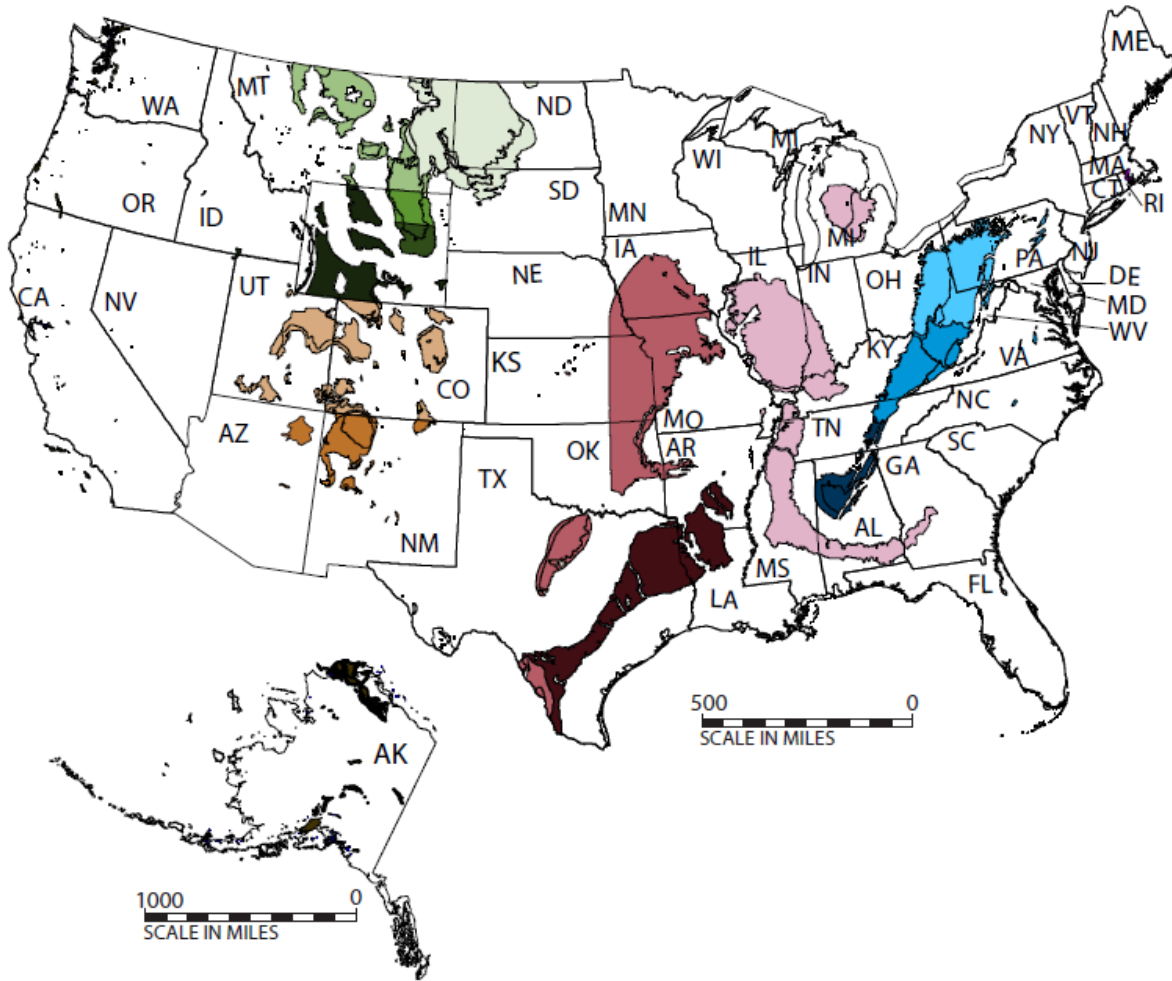 ME
WA
MT
ND
VT
NH
NY
MI
WI
MA
CT
RI
OR
ID
SD
MN
MI
IA
IL
IN
OH
PA
NJ
DE
MD
WV
NE
UT
CA
NV
KS
CO
KY
VA
MO
NC
AZ
OK
AR
TN
SC
GA
TX
NM
AL
MS
LA
FL
500 0
SCALE IN MILES
AK
1000 0
SCALE IN MILES